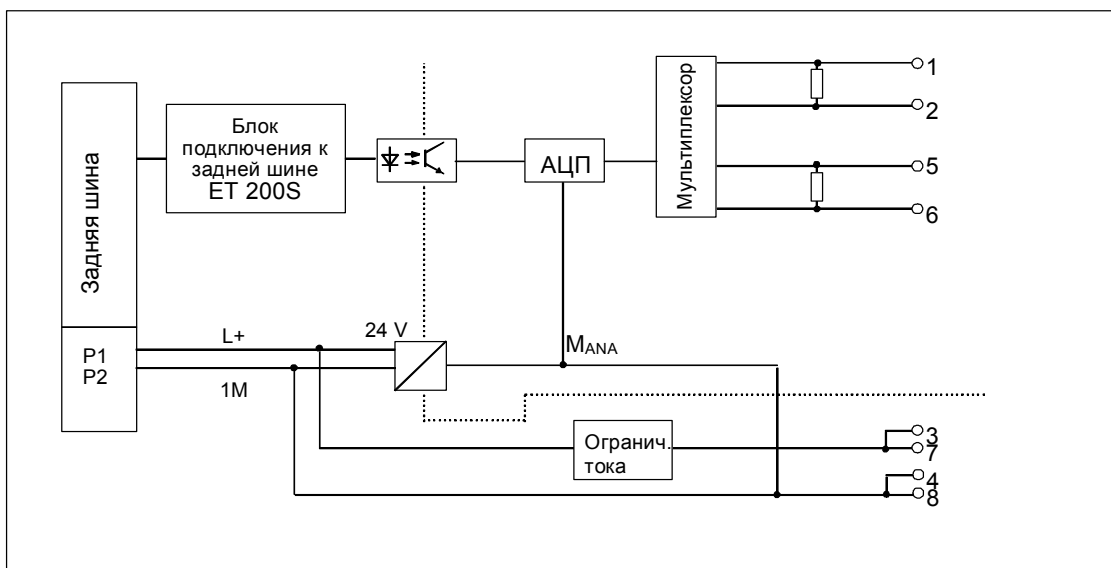 Задняя шина
P1
P2
Блок
подключения к
задней шине
ET 200S
АЦП
Мультиплексор
1
2
5
6
L+
24 V
1M
MANA
Огранич.
тока
3
7
4
8